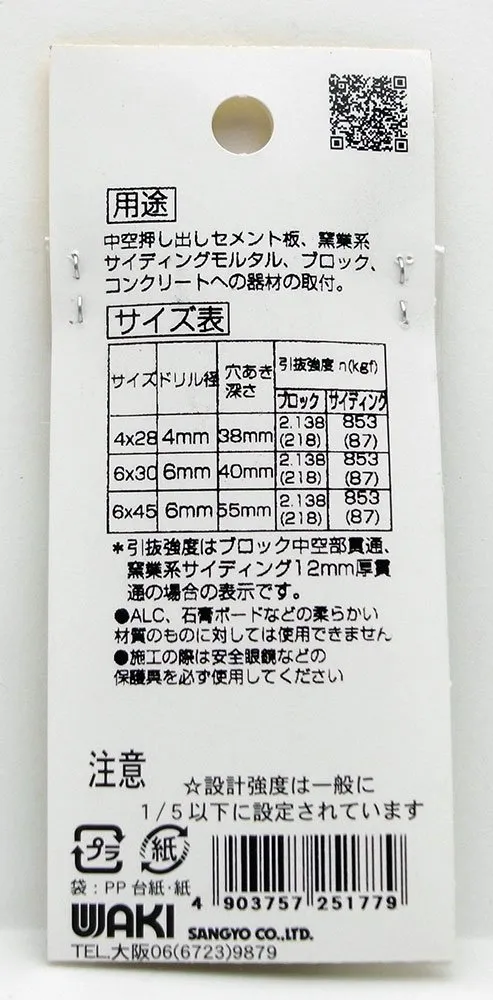 用途
中空押し出しセメント板、窯業系
サイディングモルタル、ブロック、
コンクリートへの器材の取付。
サイズ表
サイズ ドリル径 穴あき深さ 引抜強度 n(kgf)
ブロック サイディング
4x28 4mm 38mm 2.138 (218) 853 (87)
6x30 6mm 40mm 2.138 (218) 853 (87)
6x45 6mm 55mm 2.138 (218) 853 (87)
*引抜強度はブロック中空部貫通、
窯業系サイディング12mm厚貫
通の場合の表示です。
●ALC、石膏ボードなどの柔らかい
材質のものに対しては使用できません
●施工の際は安全眼鏡などの
保護具を必ず使用してください
注意
☆設計強度は一般に
1/5以下に設定されています
プラ 紙
袋：PP 台紙・紙
4 903757 251779
WAKI SANGYO CO.,LTD.
TEL.大阪06(6723)9879